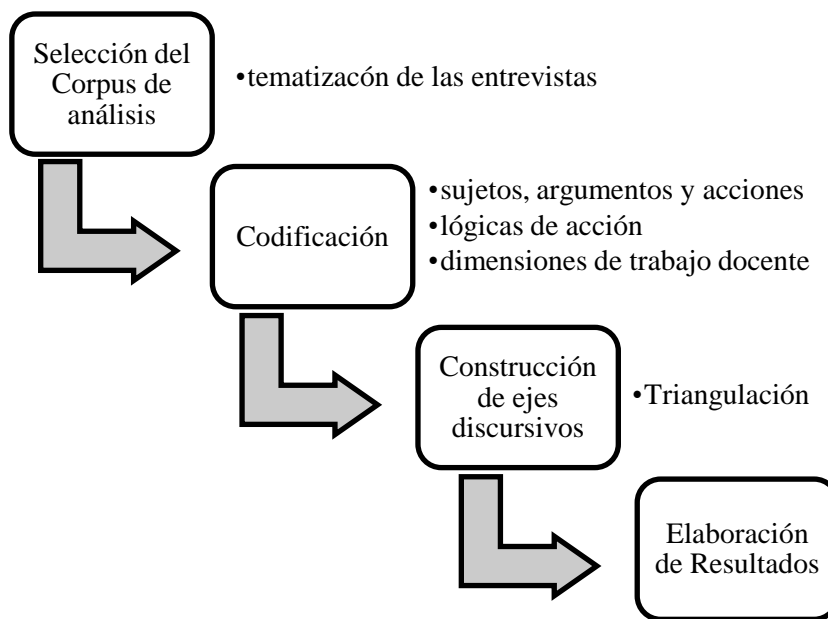 Selección del
Corpus de
análisis
•tematizacón de las entrevistas
Codificación
•sujetos, argumentos y acciones
•lógicas de acción
•dimensiones de trabajo docente
Construcción
de ejes
discursivos
•Triangulación
Elaboración
de Resultados